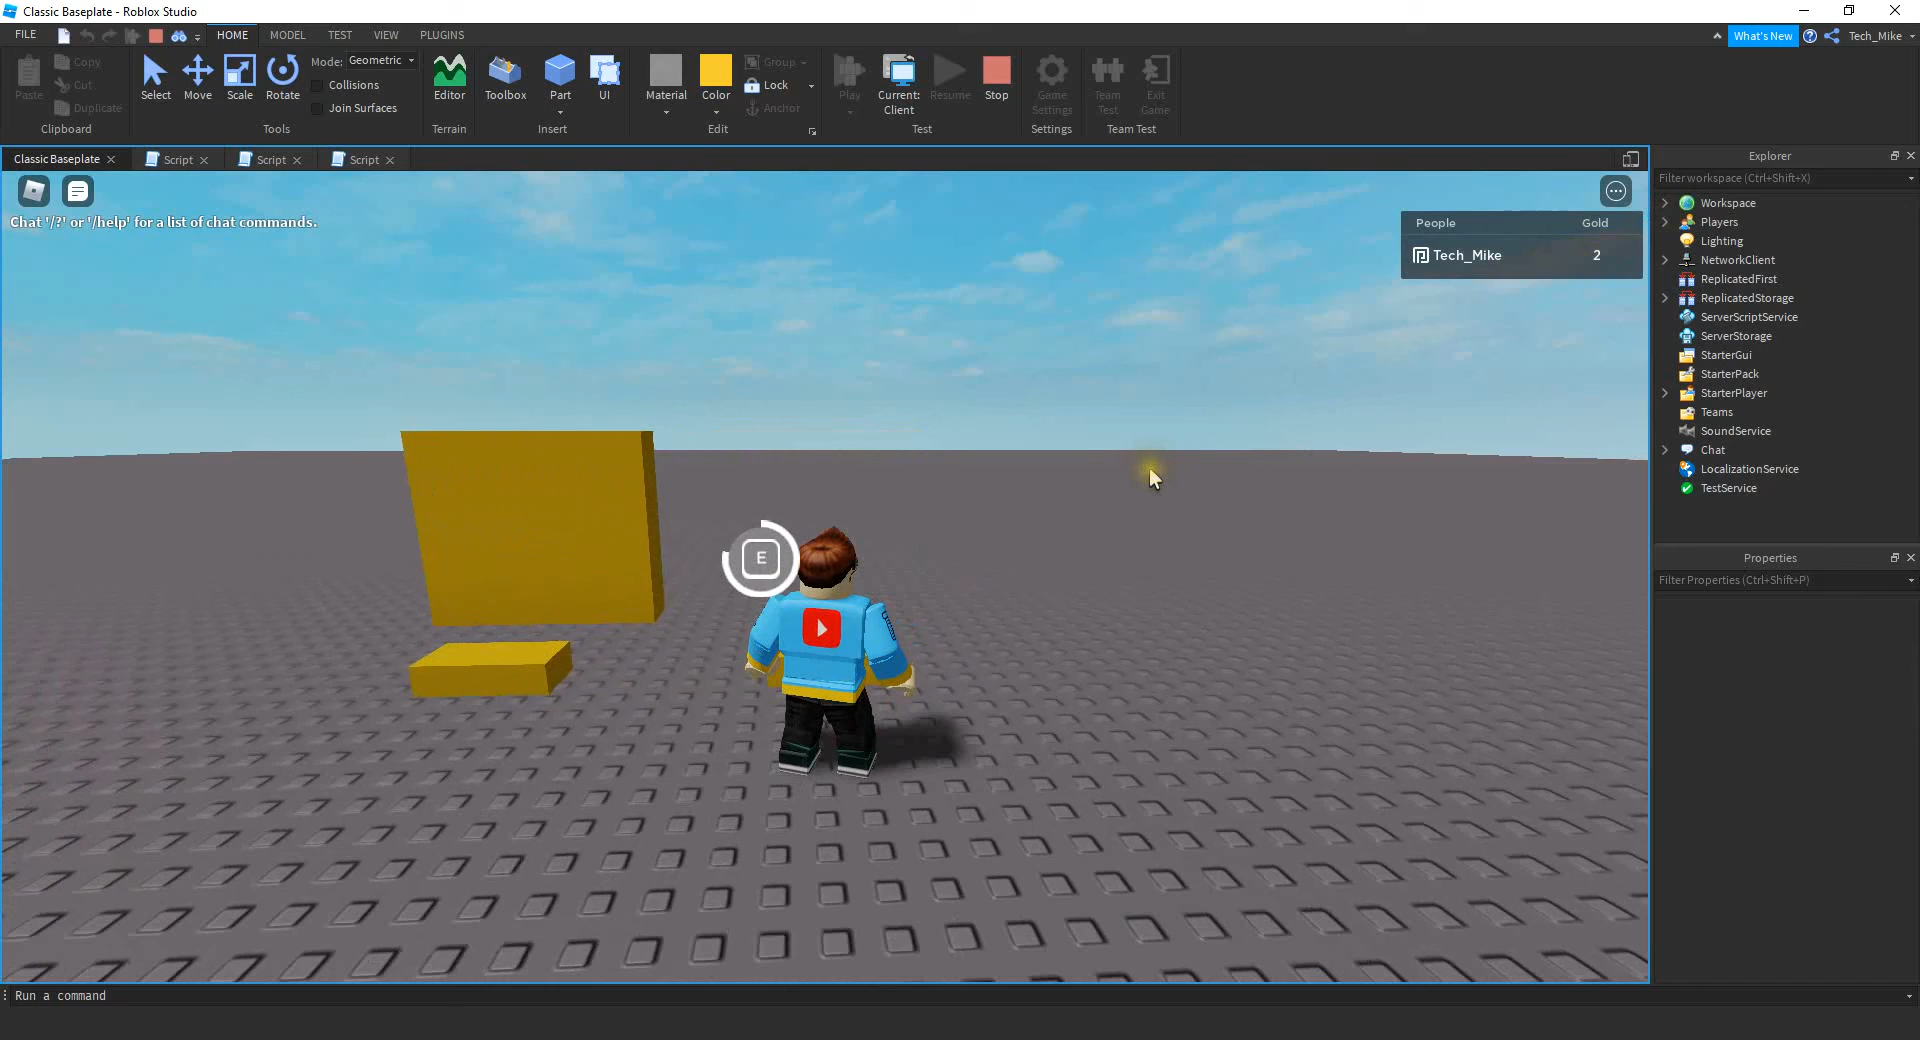 Classic Baseplate - Roblox Studio
FILE
HOME
MODEL
TEST
VIEW
PLUGINS
What's New
Tech_Mike
Paste
Copy
Cut
Duplicate
Clipboard
Select
Move
Scale
Rotate
Mode: Geometric
Collisions
Join Surfaces
Tools
Editor
Terrain
Toolbox
Part
UI
Insert
Material
Color
Group
Lock
Anchor
Edit
Play
Current:
Client
Resume
Stop
Test
Game
Settings
Settings
Team
Test
Exit
Game
Team Test
Classic Baseplate
Script
Script
Script
Chat '/?' or '/help' for a list of chat commands.
People Gold
Tech_Mike 2
E
Explorer
Filter workspace (Ctrl+Shift+X)
Workspace
Players
Lighting
NetworkClient
ReplicatedFirst
ReplicatedStorage
ServerScriptService
ServerStorage
StarterGui
StarterPack
StarterPlayer
Teams
SoundService
Chat
LocalizationService
TestService
Properties
Filter Properties (Ctrl+Shift+P)
Run a command